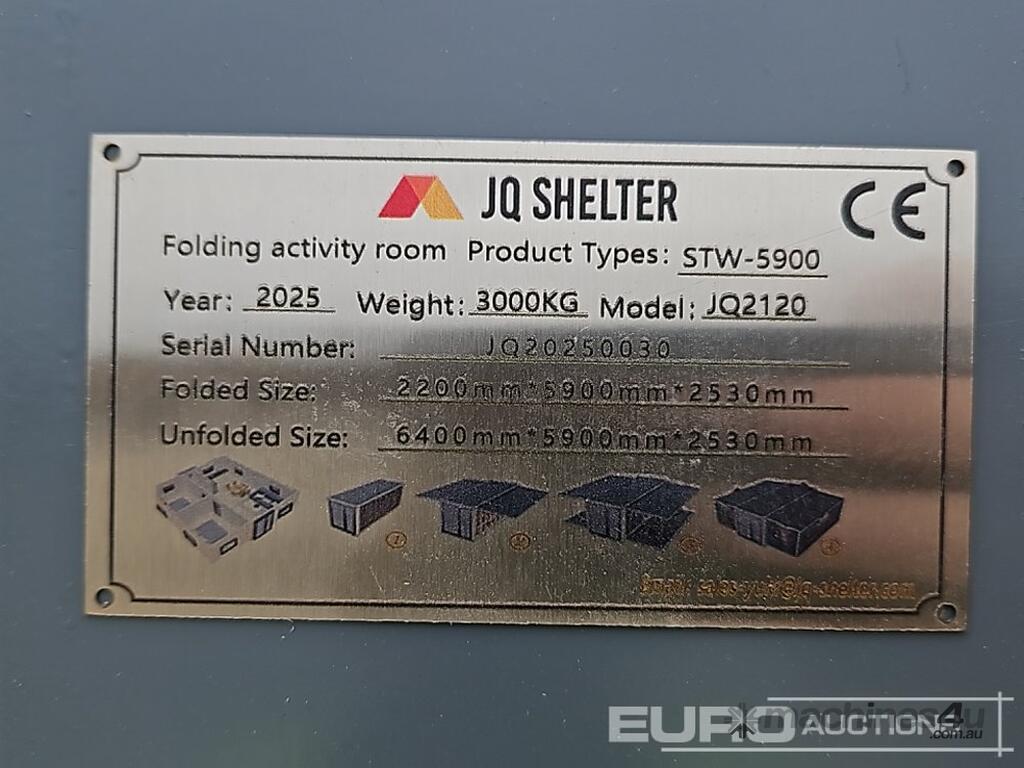 JQ SHELTER
CE
Folding activity room Product Types: STW-5900
Year: 2025 Weight: 3000KG Model: JQ2120
Serial Number: JQ20250030
Folded Size: 2200mm*5900mm*2530mm
Unfolded Size: 6400mm*5900mm*2530mm
1
EURO AUCTIONS
machines4u
.com.au